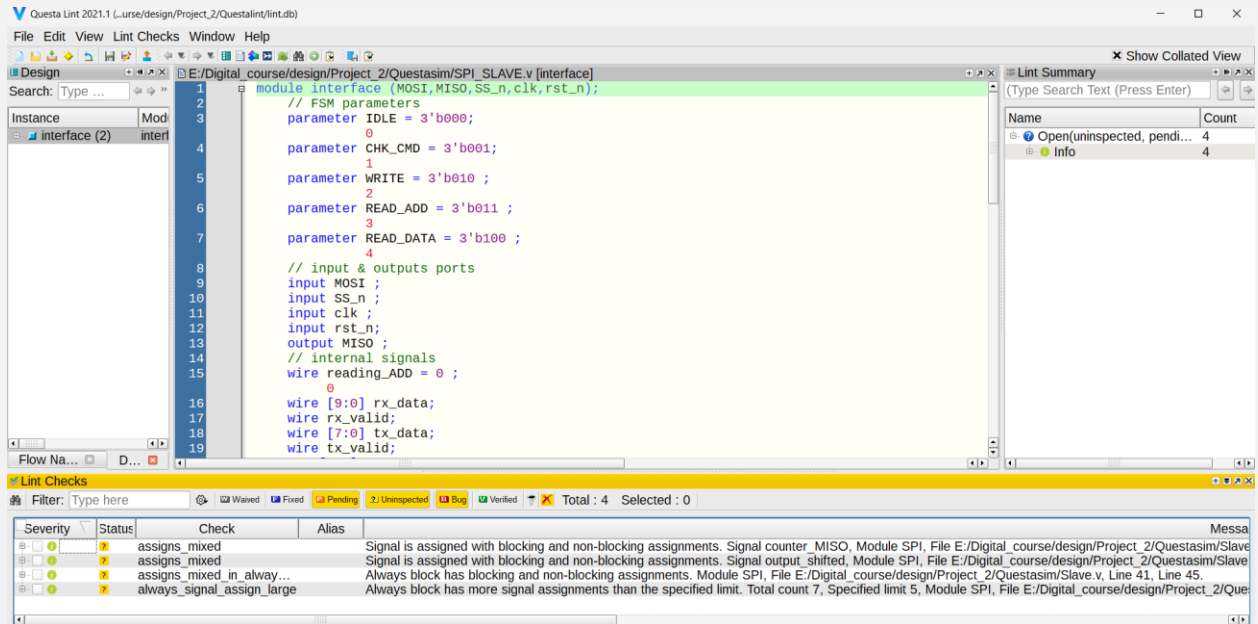 Questa Lint 2021.1 (...urse/design/Project_2/Questalint/lint.db)
File Edit View Lint Checks Window Help
Show Collated View
Design
Search: Type ...
Instance Mod
interface (2) interf
Flow Na... D...
E:/Digital_course/design/Project_2/Questasim/SPI_SLAVE.v [interface]
1 module interface (MOSI,MISO,SS_n,clk,rst_n);
2 // FSM parameters
3 parameter IDLE = 3'b000;
0
4 parameter CHK_CMD = 3'b001;
1
5 parameter WRITE = 3'b010 ;
2
6 parameter READ_ADD = 3'b011 ;
3
7 parameter READ_DATA = 3'b100 ;
4
8 // input & outputs ports
9 input MOSI ;
10 input SS_n ;
11 input clk ;
12 input rst_n;
13 output MISO ;
14 // internal signals
15 wire reading_ADD = 0 ;
0
16 wire [9:0] rx_data;
17 wire rx_valid;
18 wire [7:0] tx_data;
19 wire tx_valid;
Lint Summary
(Type Search Text (Press Enter)
Name Count
Open(uninspected, pendi... 4
Info 4
Lint Checks
Filter: Type here Waived Fixed Pending Uninspected Bug Verified Total : 4 Selected : 0
Severity Status Check Alias Messa
assigns_mixed Signal is assigned with blocking and non-blocking assignments. Signal counter_MISO, Module SPI, File E:/Digital_course/design/Project_2/Questasim/Slave
assigns_mixed Signal is assigned with blocking and non-blocking assignments. Signal output_shifted, Module SPI, File E:/Digital_course/design/Project_2/Questasim/Slave
assigns_mixed_in_alway... Always block has blocking and non-blocking assignments. Module SPI, File E:/Digital_course/design/Project_2/Questasim/Slave.v, Line 41, Line 45.
always_signal_assign_large Always block has more signal assignments than the specified limit. Total count 7, Specified limit 5, Module SPI, File E:/Digital_course/design/Project_2/Que